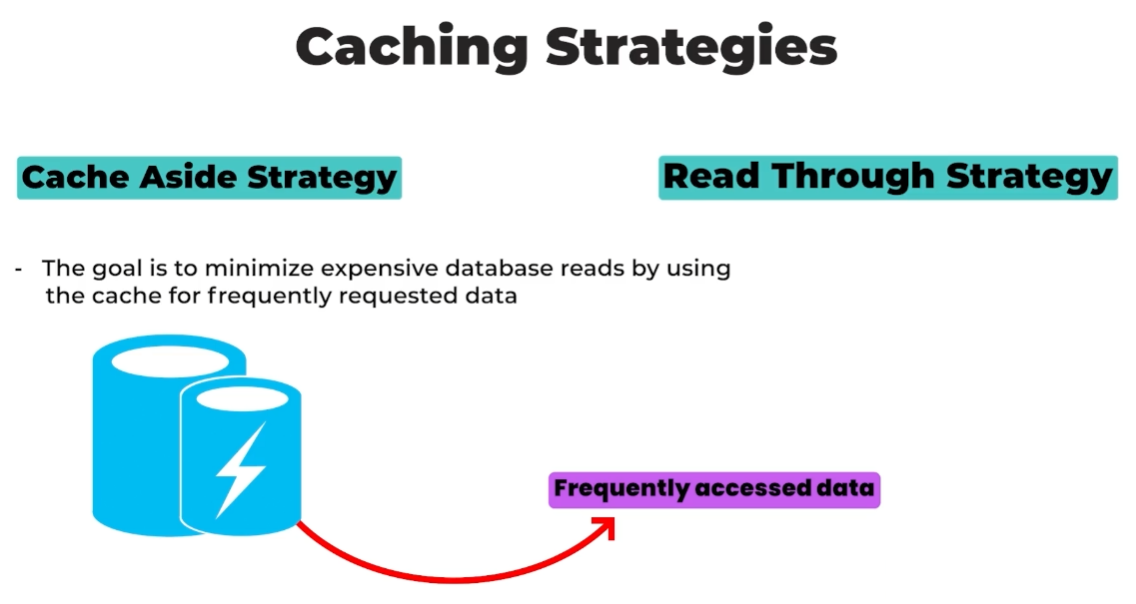 Caching Strategies
Cache Aside Strategy
Read Through Strategy
- The goal is to minimize expensive database reads by using
the cache for frequently requested data
Frequently accessed data